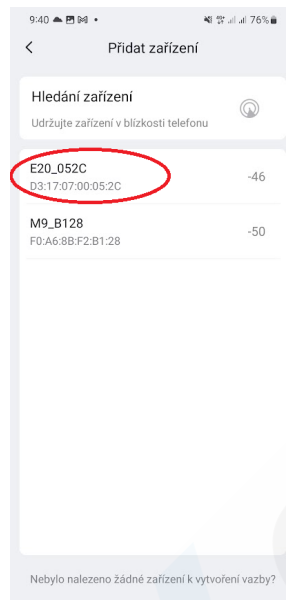 9:40
76%
Přidat zařízení
Hledání zařízení
Udržujte zařízení v blízkosti telefonu
E20_052C
-46
D3:17:07:00:05:2C
M9_B128
-50
F0:A6:8B:F2:B1:28
Nebylo nalezeno žádné zařízení k vytvoření vazby?